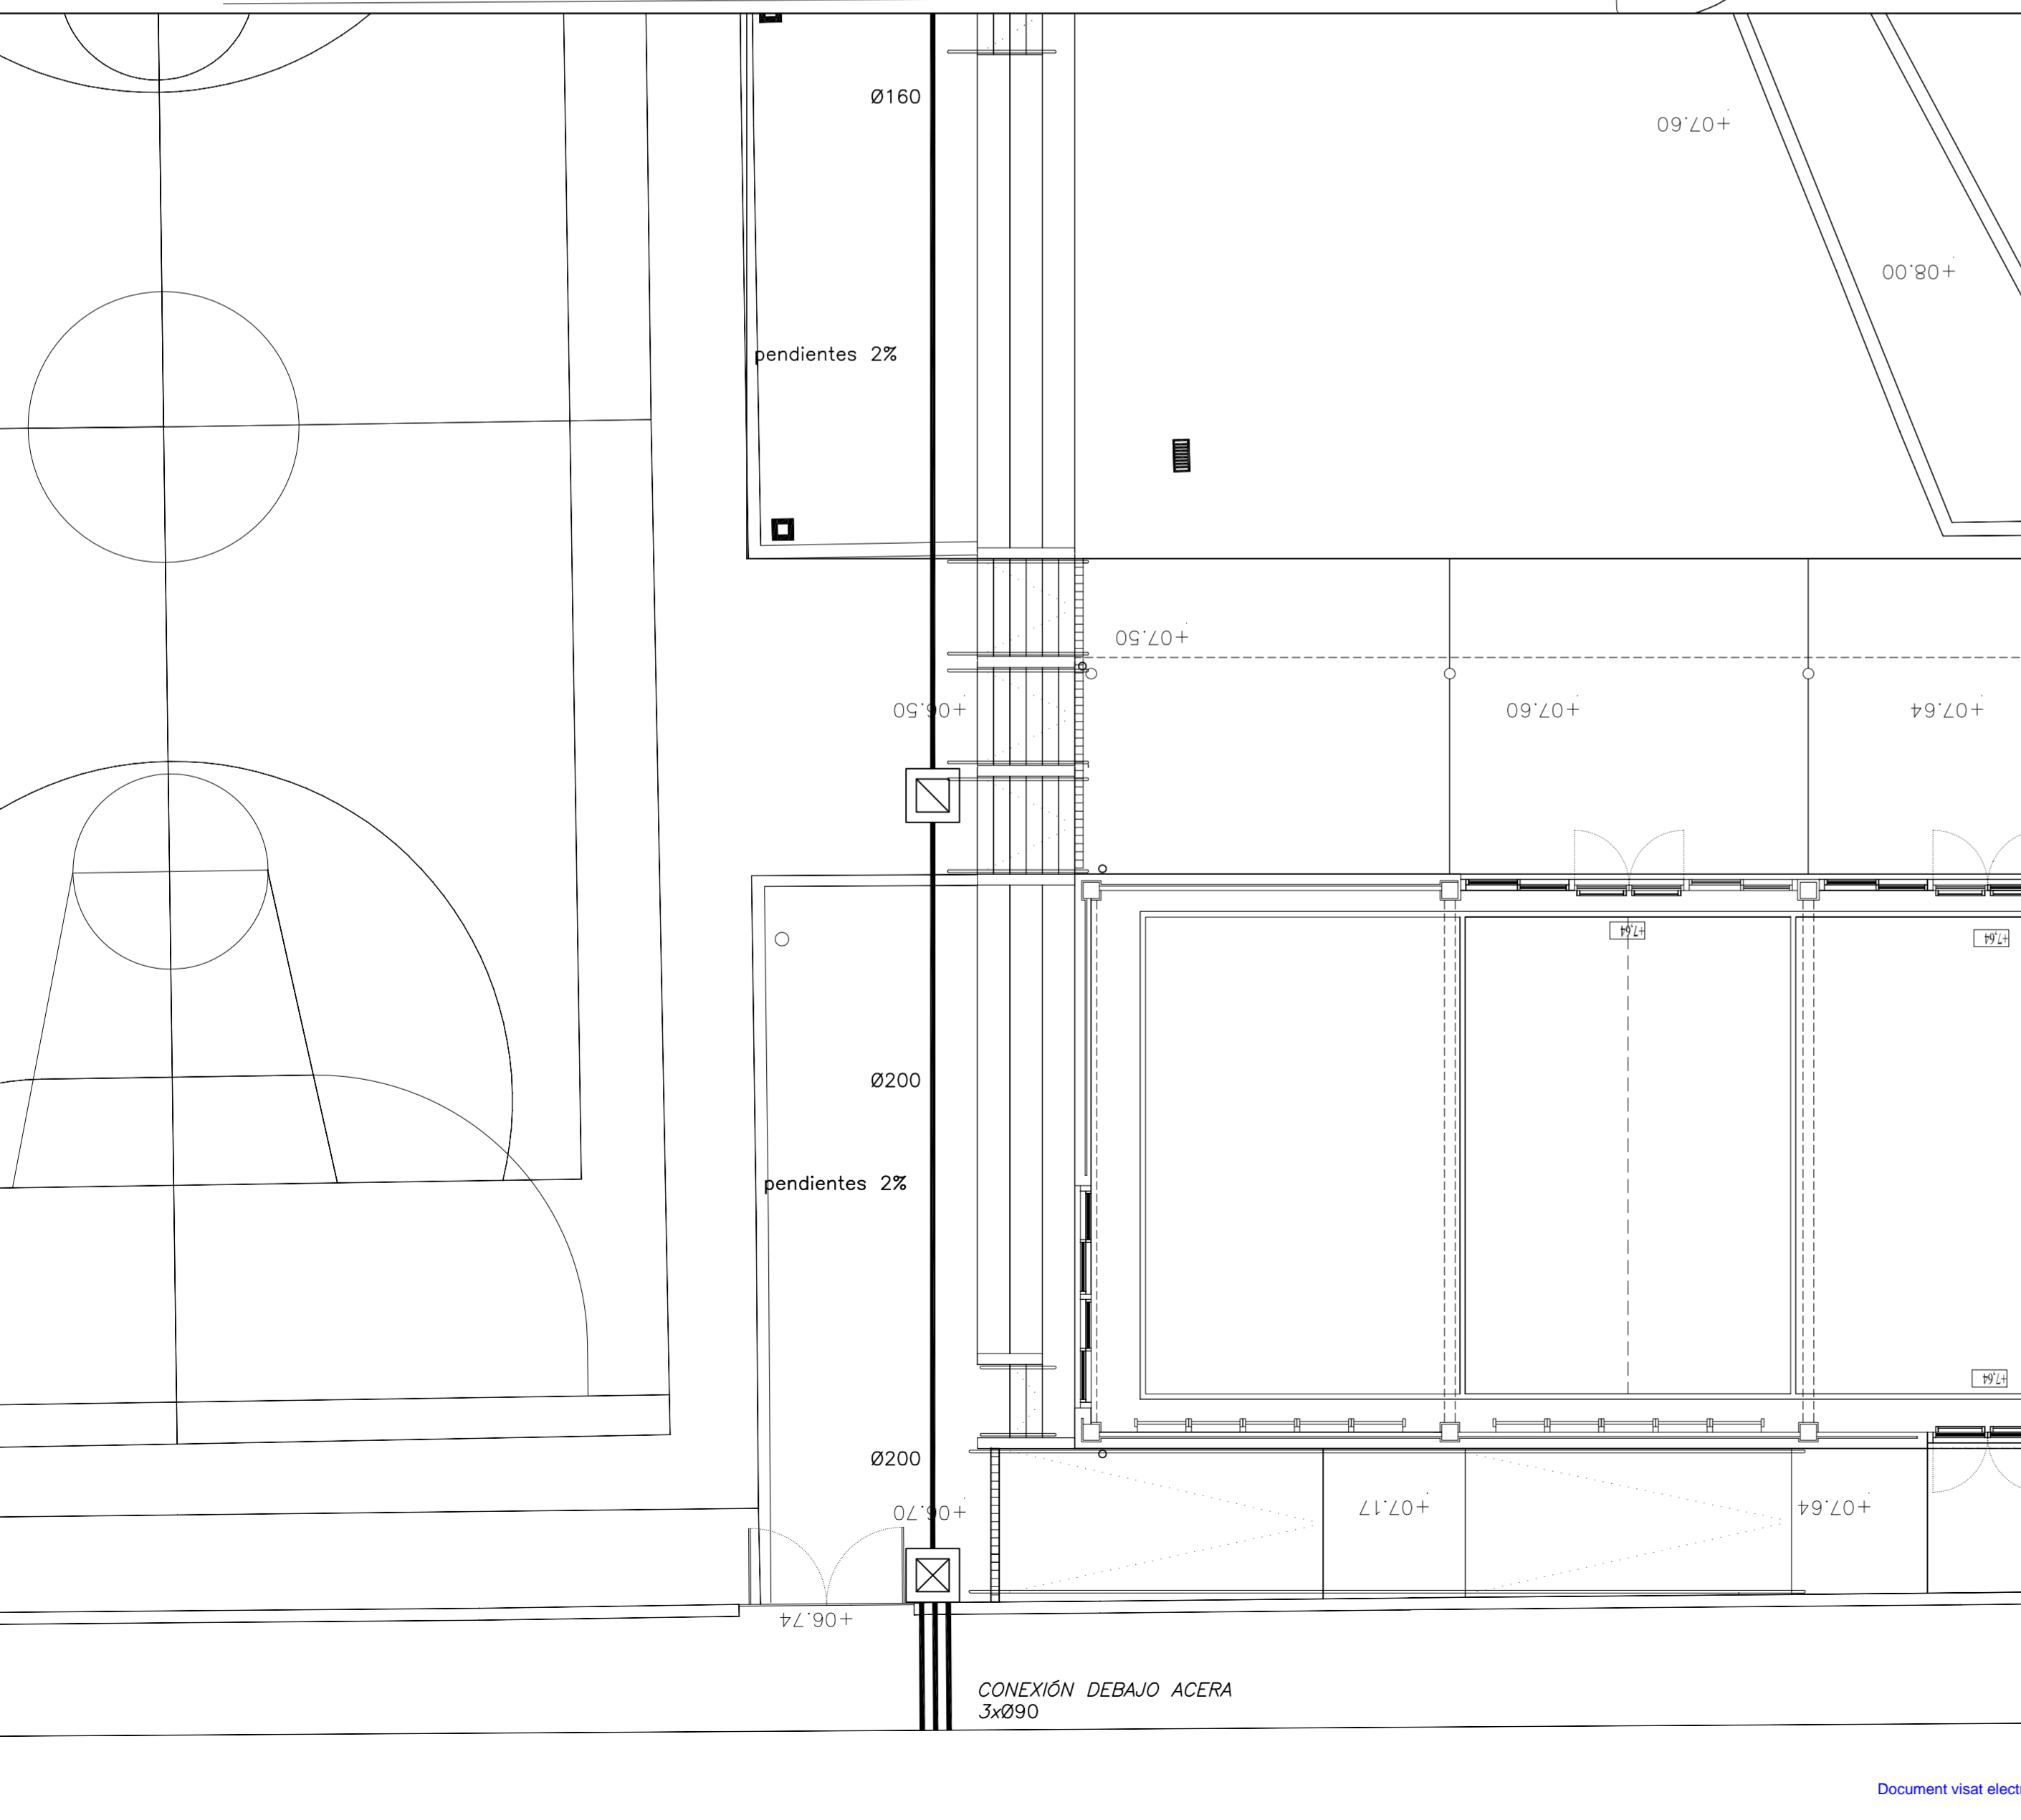 Ø160
+07.60
+08.00
pendientes 2%
+07.50
+06.50
+07.60
+07.64
+7,64
+7,64
Ø200
pendientes 2%
+7,64
Ø200
+06.70
+07.17
+07.64
+06.74
CONEXIÓN DEBAJO ACERA
3xØ90
Document visat electr